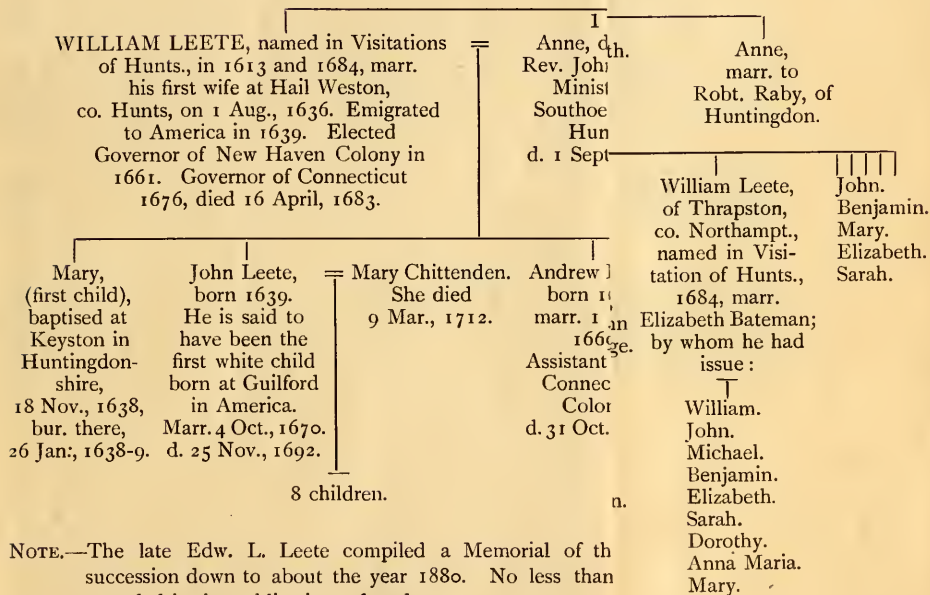 1
WILLIAM LEETE, named in Visitations
of Hunts., in 1613 and 1684, marr.
his first wife at Hail Weston,
co. Hunts, on 1 Aug., 1636. Emigrated
to America in 1639. Elected
Governor of New Haven Colony in
1661. Governor of Connecticut
1676, died 16 April, 1683.
=
Anne, d
Rev. Joh
Minis
Southoe
Hun
d. 1 Sept
th.
Anne,
marr. to
Robt. Raby, of
Huntingdon.
Mary,
(first child),
baptised at
Keyston in
Huntingdon-
shire,
18 Nov., 1638,
bur. there,
26 Jan:, 1638-9.
John Leete,
born 1639.
He is said to
have been the
first white child
born at Guilford
in America.
Marr. 4 Oct., 1670.
d. 25 Nov., 1692.
=
Mary Chittenden.
She died
9 Mar., 1712.
8 children.
Andrew
born 1
marr. 1
166
Assistant
Connec
Color
d. 31 Oct.
an
ge.
n.
William Leete,
of Thrapston,
co. Northampt.,
named in Visi-
tation of Hunts.,
1684, marr.
Elizabeth Bateman;
by whom he had
issue :
William.
John.
Michael.
Benjamin.
Elizabeth.
Sarah.
Dorothy.
Anna Maria.
Mary.
John.
Benjamin.
Mary.
Elizabeth.
Sarah.
NOTE.—The late Edw. L. Leete compiled a Memorial of th
succession down to about the year 1880. No less than